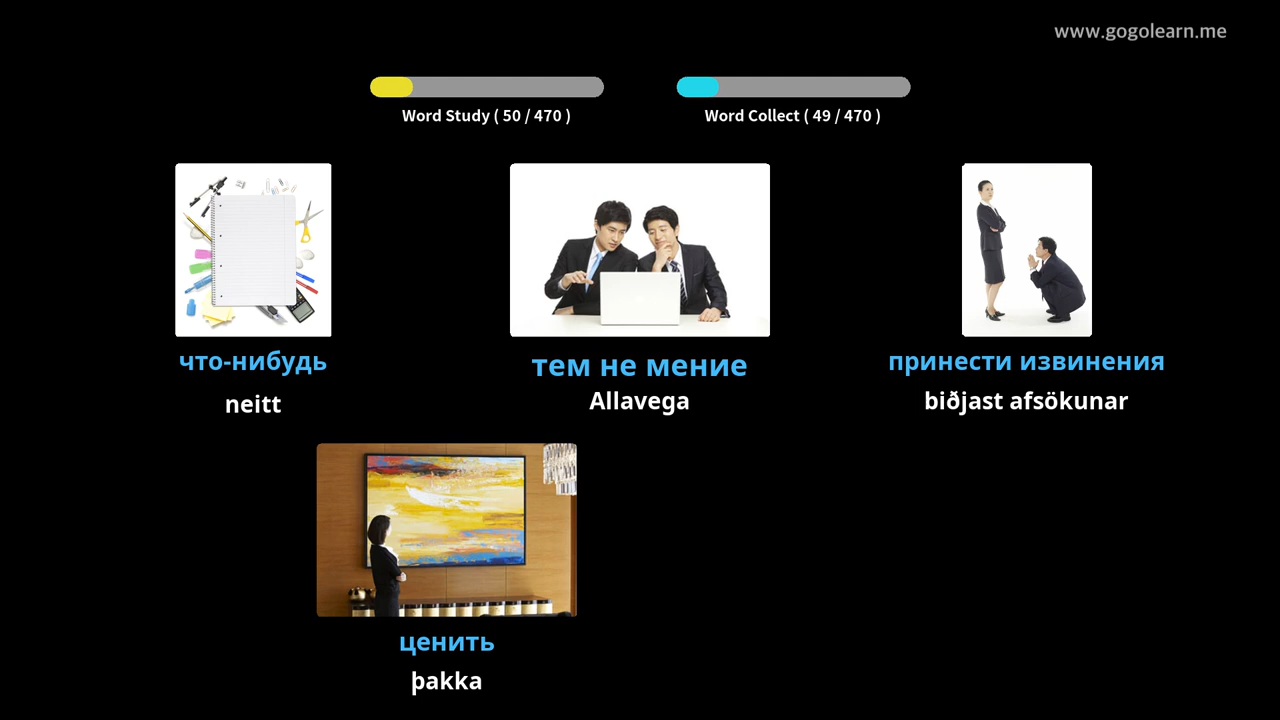 www.gogolearn.me
Word Study ( 50 / 470 )
Word Collect ( 49 / 470 )
что-нибудь
neitt
тем не мение
Allavega
принести извинения
biðjast afsökunar
ценить
þakka